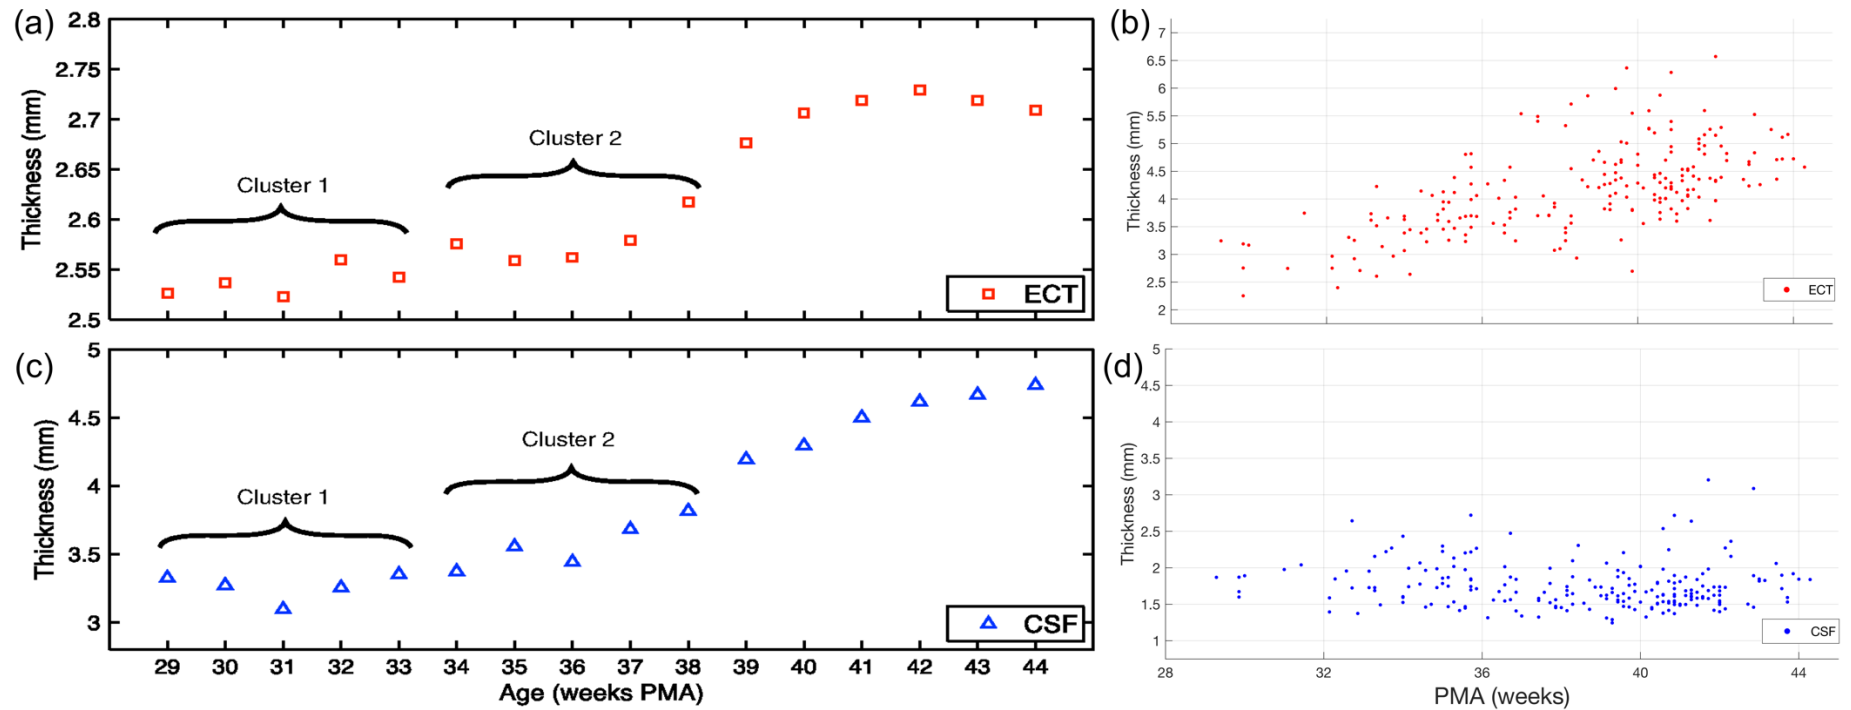 (a)
2.8
2.75
2.7
2.65
2.6
2.55
2.5
Thickness (mm)
Cluster 1
Cluster 2
ECT
(b)
7
6.5
6
5.5
5
4.5
4
3.5
3
2.5
2
Thickness (mm)
ECT
(c)
5
4.5
4
3.5
3
Thickness (mm)
Cluster 1
Cluster 2
CSF
29 30 31 32 33 34 35 36 37 38 39 40 41 42 43 44
Age (weeks PMA)
(d)
5
4.5
4
3.5
3
2.5
2
1.5
1
Thickness (mm)
CSF
28 32 36 40 44
PMA (weeks)